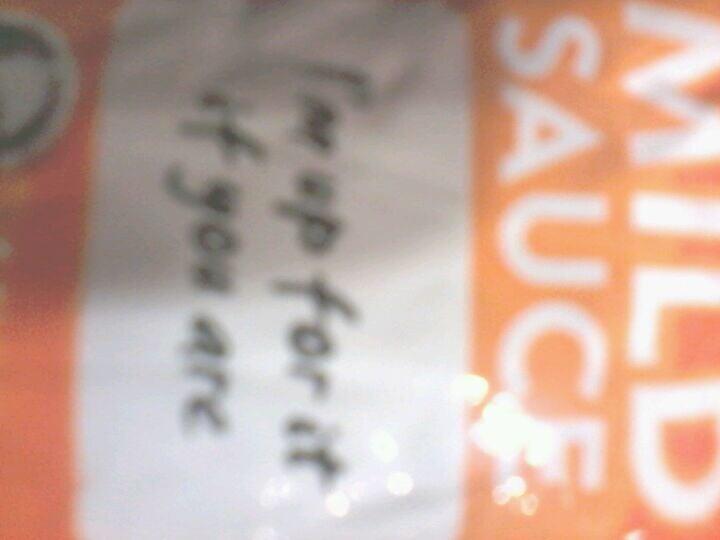 MILD
SAUCE
I'm up for it
if you are